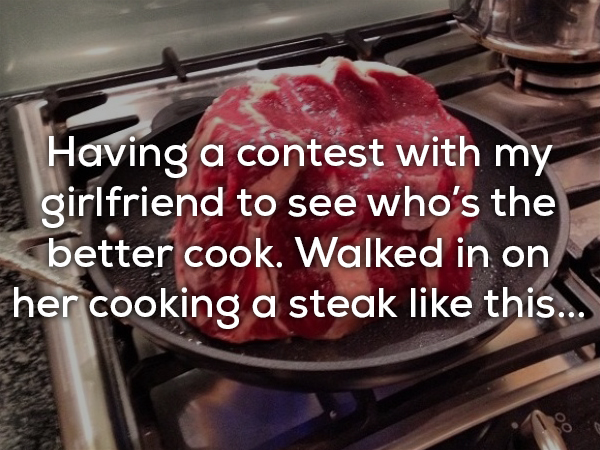 Having a contest with my
girlfriend to see who's the
better cook. Walked in on
her cooking a steak like this...